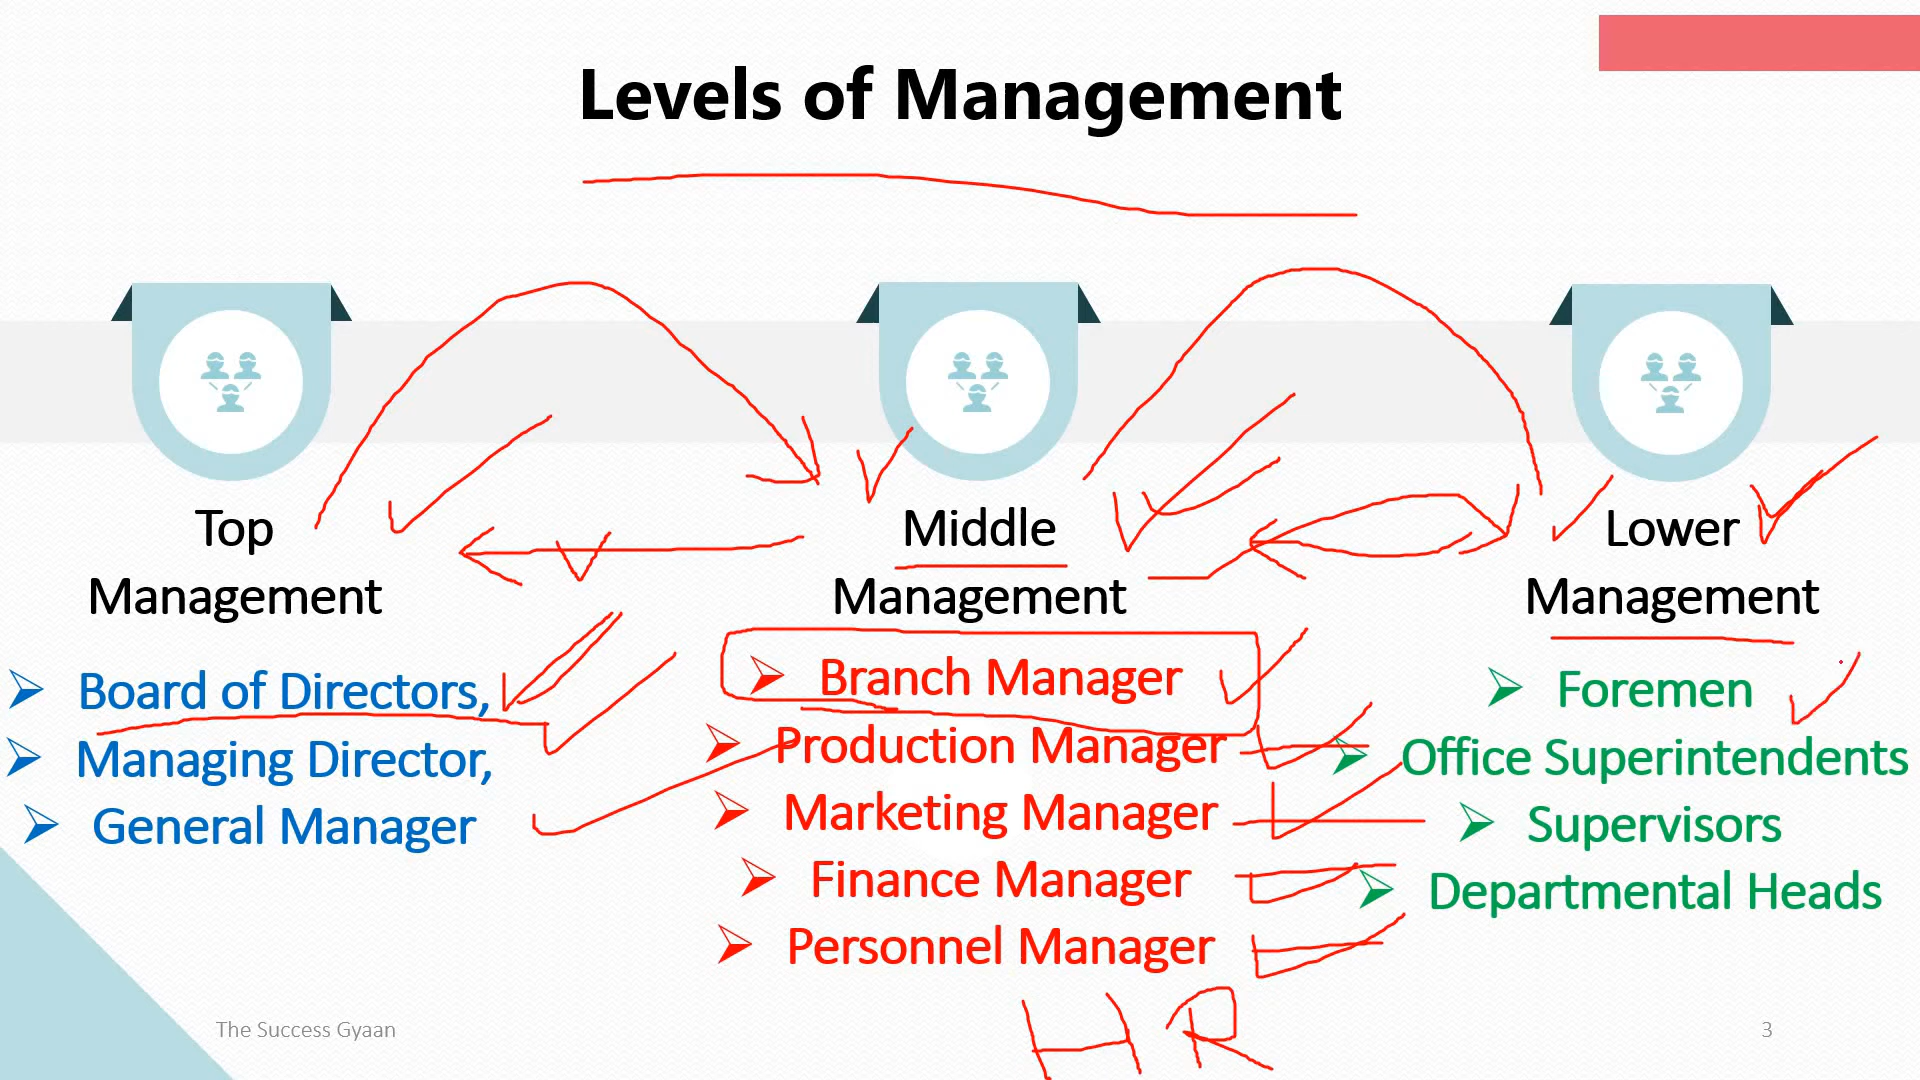 Levels of Management
Top
Management
Board of Directors,
Managing Director,
General Manager
Middle
Management
Branch Manager
Production Manager
Marketing Manager
Finance Manager
Personnel Manager
HR
Lower
Management
Foremen
Office Superintendents
Supervisors
Departmental Heads
The Success Gyaan
3